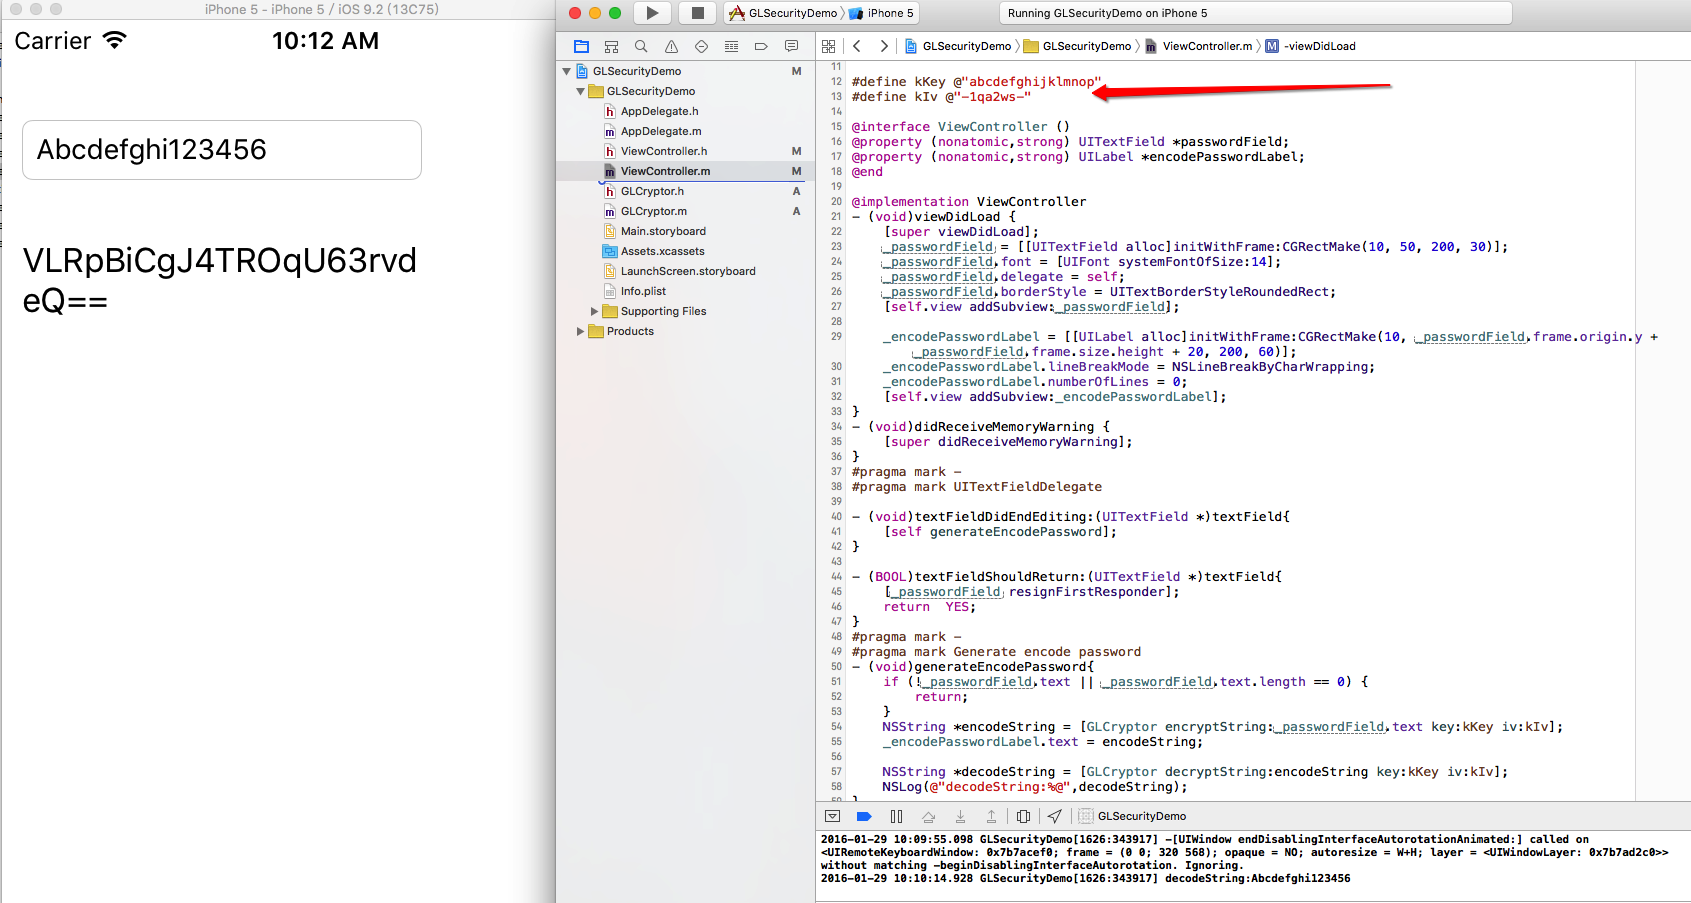 iPhone 5 - iPhone 5 / iOS 9.2 (13C75)
Carrier
10:12 AM
Abcdefghi123456
VLRpBiCgJ4TROqU63rvd
eQ==
GLSecurityDemo
iPhone 5
Running GLSecurityDemo on iPhone 5
GLSecurityDemo
GLSecurityDemo
ViewController.m
M
-viewDidLoad
GLSecurityDemo M
GLSecurityDemo
h AppDelegate.h
m AppDelegate.m
h ViewController.h M
m ViewController.m M
h GLCryptor.h A
m GLCryptor.m A
Main.storyboard
Assets.xcassets
LaunchScreen.storyboard
Info.plist
Supporting Files
Products
11
12 #define kKey @"abcdefghijklmnop"
13 #define kIv @"-1qa2ws-"
14
15 @interface ViewController ()
16 @property (nonatomic,strong) UITextField *passwordField;
17 @property (nonatomic,strong) UILabel *encodePasswordLabel;
18 @end
19
20 @implementation ViewController
21 - (void)viewDidLoad {
22 [super viewDidLoad];
23 _passwordField = [[UITextField alloc]initWithFrame:CGRectMake(10, 50, 200, 30)];
24 _passwordField.font = [UIFont systemFontOfSize:14];
25 _passwordField.delegate = self;
26 _passwordField.borderStyle = UITextBorderStyleRoundedRect;
27 [self.view addSubview:_passwordField];
28
29 _encodePasswordLabel = [[UILabel alloc]initWithFrame:CGRectMake(10, _passwordField.frame.origin.y +
_passwordField.frame.size.height + 20, 200, 60)];
30 _encodePasswordLabel.lineBreakMode = NSLineBreakByCharWrapping;
31 _encodePasswordLabel.numberOfLines = 0;
32 [self.view addSubview:_encodePasswordLabel];
33 }
34 - (void)didReceiveMemoryWarning {
35 [super didReceiveMemoryWarning];
36 }
37 #pragma mark -
38 #pragma mark UITextFieldDelegate
39
40 - (void)textFieldDidEndEditing:(UITextField *)textField{
41 [self generateEncodePassword];
42 }
43
44 - (BOOL)textFieldShouldReturn:(UITextField *)textField{
45 [_passwordField resignFirstResponder];
46 return  YES;
47 }
48 #pragma mark -
49 #pragma mark Generate encode password
50 - (void)generateEncodePassword{
51 if (!_passwordField.text || _passwordField.text.length == 0) {
52 return;
53 }
54 NSString *encodeString = [GLCryptor encryptString:_passwordField.text key:kKey iv:kIv];
55 _encodePasswordLabel.text = encodeString;
56
57 NSString *decodeString = [GLCryptor decryptString:encodeString key:kKey iv:kIv];
58 NSLog(@"decodeString:%@",decodeString);
59 }
GLSecurityDemo
2016-01-29 10:09:55.098 GLSecurityDemo[1626:343917] -[UIWindow endDisablingInterfaceAutorotationAnimated:] called on
<UIRemoteKeyboardWindow: 0x7b7acef0; frame = (0 0; 320 568); opaque = NO; autoresize = W+H; layer = <UIWindowLayer: 0x7b7ad2c0>>
without matching -beginDisablingInterfaceAutorotation. Ignoring.
2016-01-29 10:10:14.928 GLSecurityDemo[1626:343917] decodeString:Abcdefghi123456